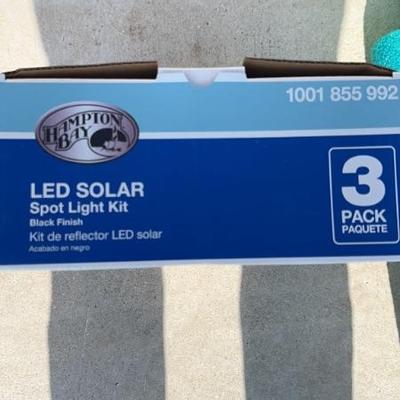 1001 855 992
HAMPTON
BAY
LED SOLAR
Spot Light Kit
Black Finish
Kit de reflector LED solar
Acabado en negro
3
PACK
PAQUETE